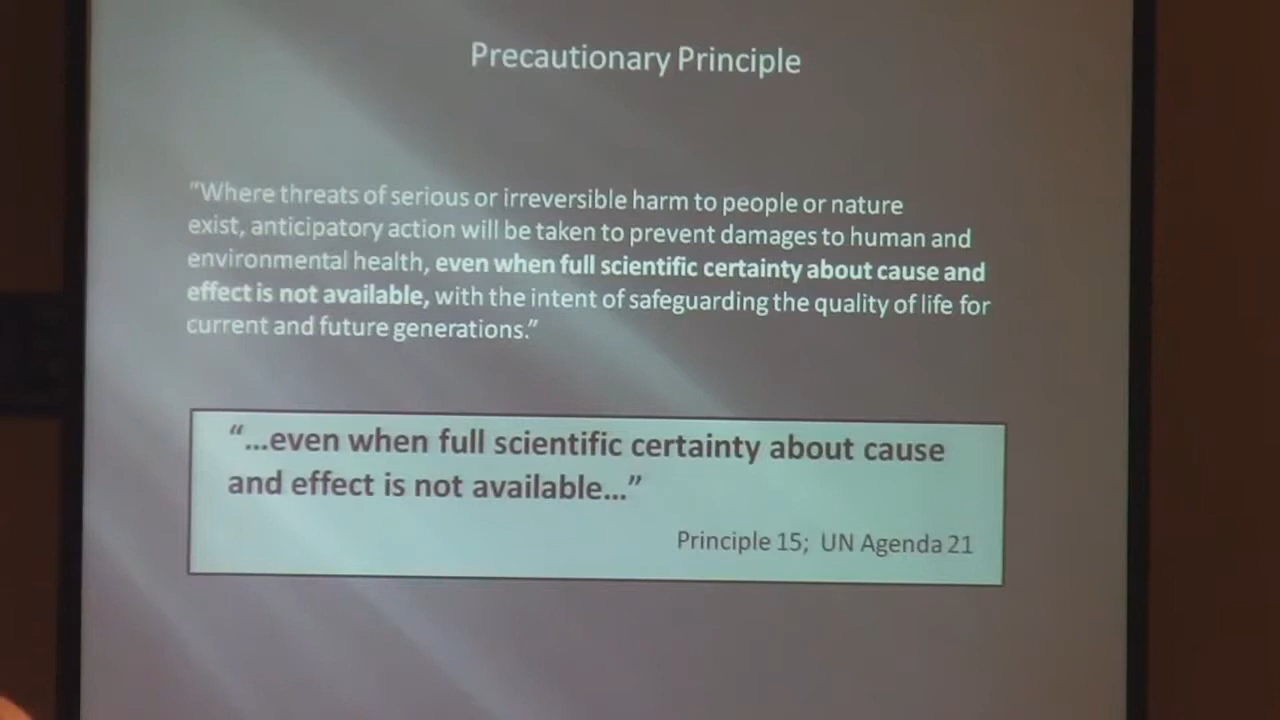 Precautionary Principle
"Where threats of serious or irreversible harm to people or nature
exist, anticipatory action will be taken to prevent damages to human and
environmental health, even when full scientific certainty about cause and
effect is not available, with the intent of safeguarding the quality of life for
current and future generations."
"...even when full scientific certainty about cause
and effect is not available..."
Principle 15; UN Agenda 21